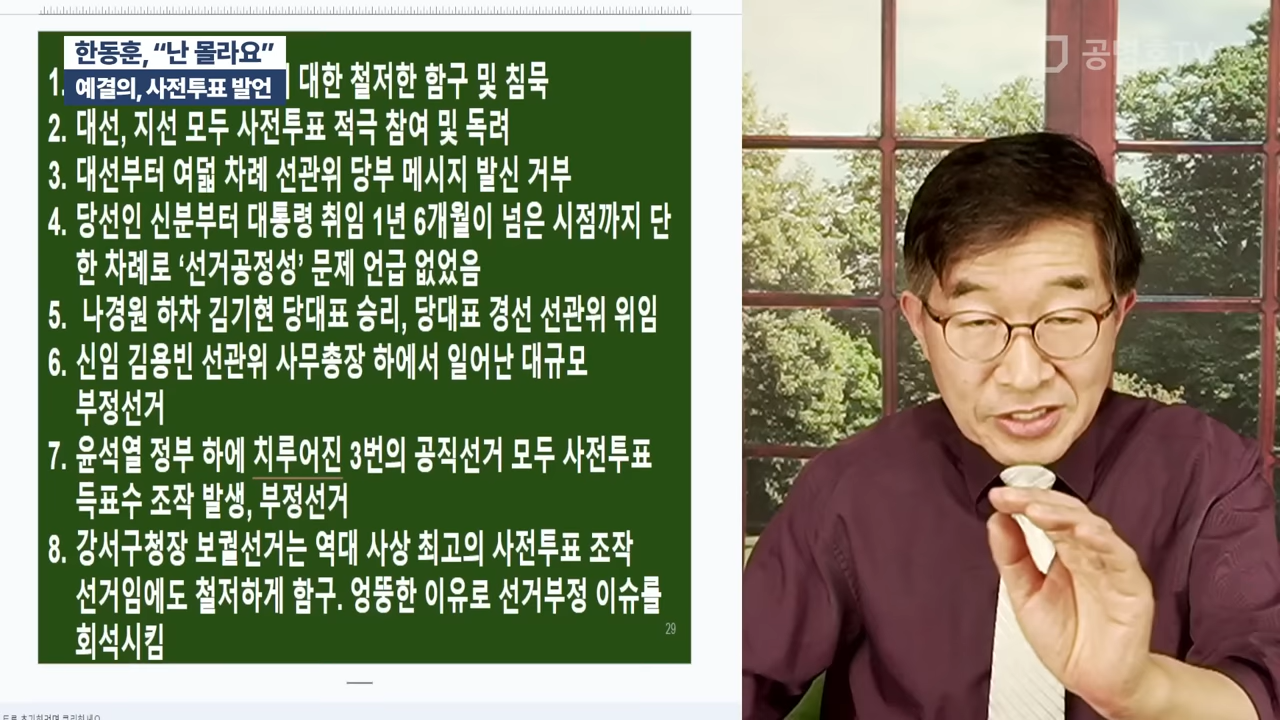 한동훈, “난 몰라요”
예결의, 사전투표 발언
공병호TV
1. 대한 철저한 함구 및 침묵
2. 대선, 지선 모두 사전투표 적극 참여 및 독려
3. 대선부터 여덟 차례 선관위 당부 메시지 발신 거부
4. 당선인 신분부터 대통령 취임 1년 6개월이 넘은 시점까지 단
한 차례로 ‘선거공정성’ 문제 언급 없었음
5. 나경원 하차 김기현 당대표 승리, 당대표 경선 선관위 위임
6. 신임 김용빈 선관위 사무총장 하에서 일어난 대규모
부정선거
7. 윤석열 정부 하에 치루어진 3번의 공직선거 모두 사전투표
득표수 조작 발생, 부정선거
8. 강서구청장 보궐선거는 역대 사상 최고의 사전투표 조작
선거임에도 철저하게 함구. 엉뚱한 이유로 선거부정 이슈를
회석시킴
29